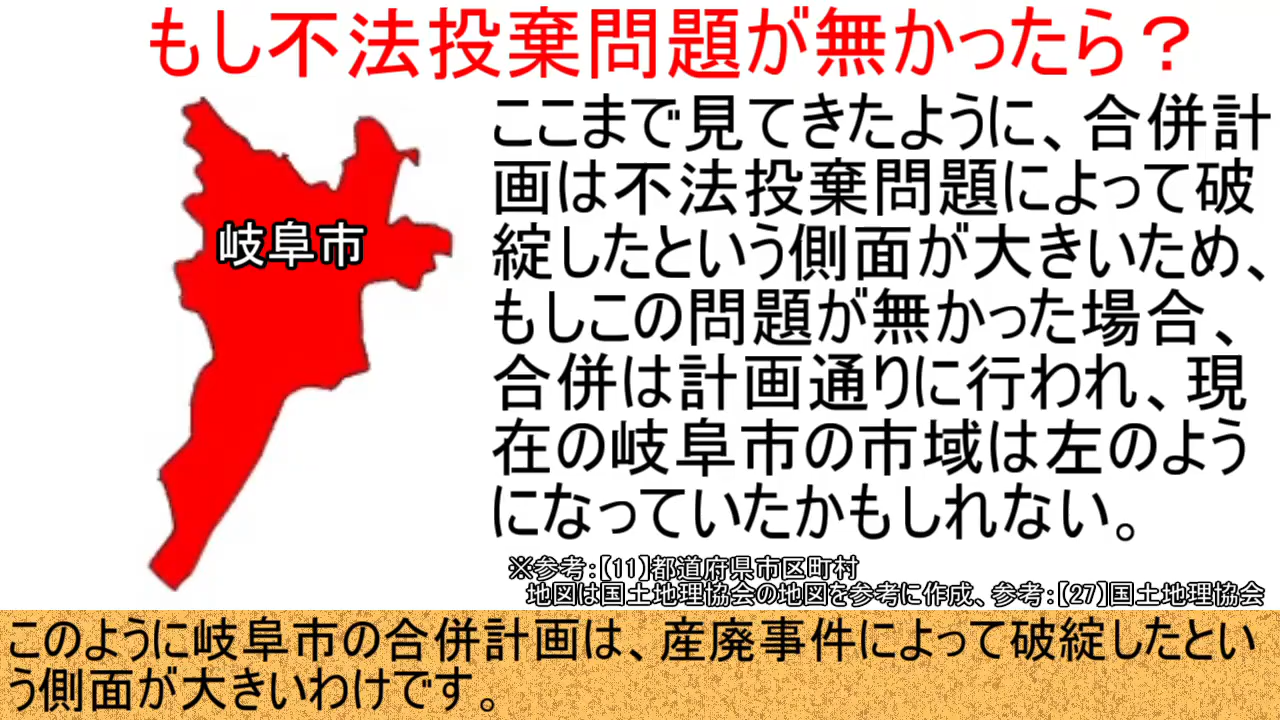 もし不法投棄問題が無かったら？
岐阜市
ここまで見てきたように、合併計
画は不法投棄問題によって破
綻したという側面が大きいため、
もしこの問題が無かった場合、
合併は計画通りに行われ、現
在の岐阜市の市域は左のよう
になっていたかもしれない。
※参考：【11】都道府県市区町村
地図は国土地理協会の地図を参考に作成、参考：【27】国土地理協会
このように岐阜市の合併計画は、産廃事件によって破綻したとい
う側面が大きいわけです。